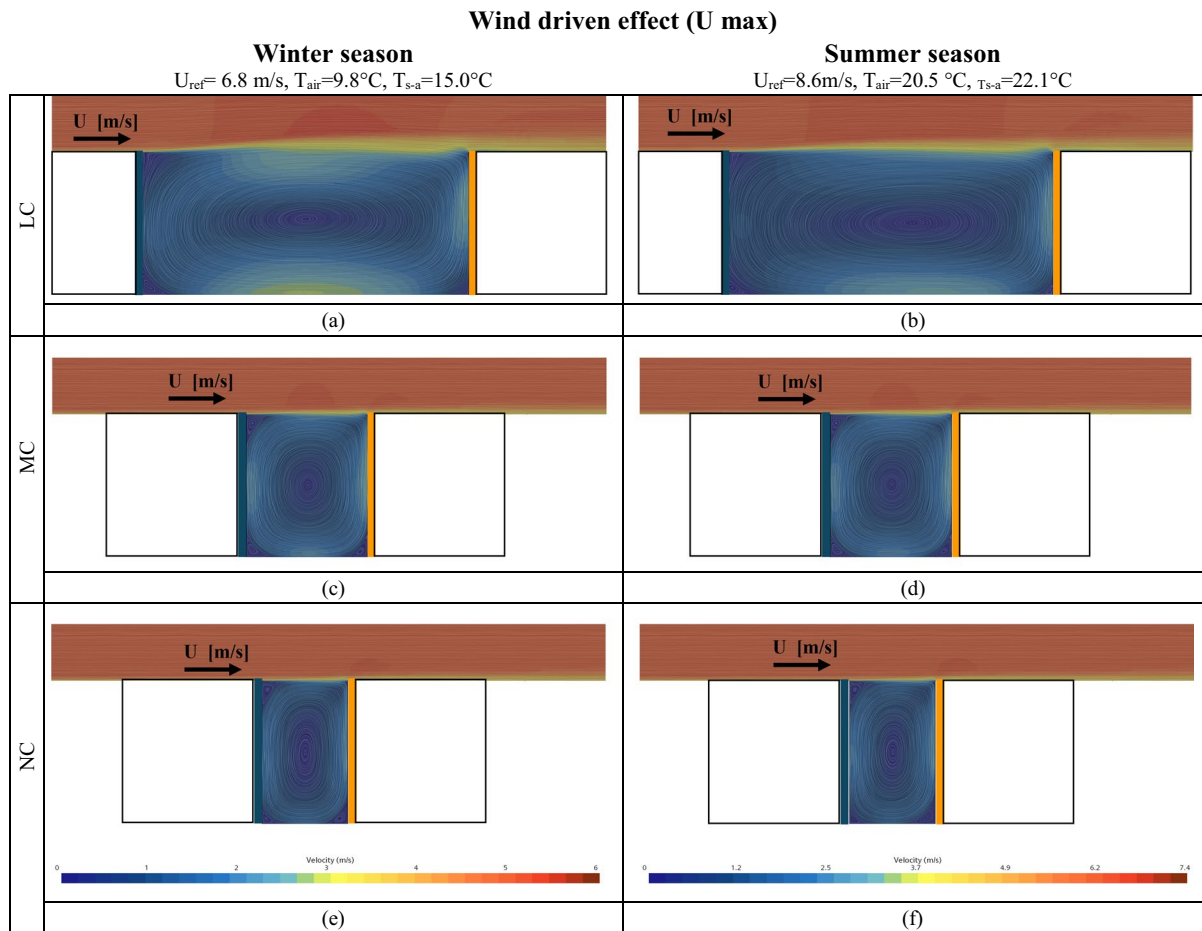 Wind driven effect (U max)
Winter season
Uref= 6.8 m/s, Tair=9.8°C, Ts-a=15.0°C
Summer season
Uref=8.6m/s, Tair=20.5 °C, Ts-a=22.1°C
LC
U [m/s]
U [m/s]
(a)
(b)
MC
U [m/s]
U [m/s]
(c)
(d)
NC
U [m/s]
U [m/s]
Velocity (m/s)
0 1 2 3 4 5 6
Velocity (m/s)
0 1.2 2.5 3.7 4.9 6.2 7.4
(e)
(f)